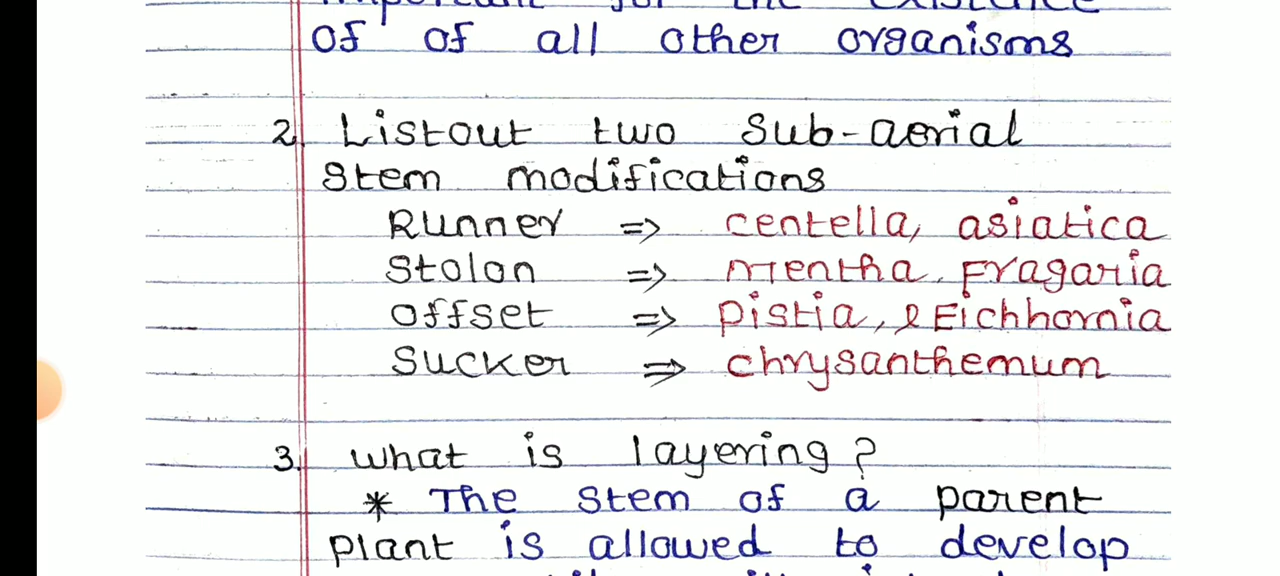 of of all other organisms
2. Listout two Sub-aerial
Stem modifications
Runner => centella, asiatica
Stolon => mentha, Fragaria
Offset => pistia, & Eichhornia
Sucker => chrysanthemum
3. what is layering?
* The stem of a parent
plant is allowed to develop